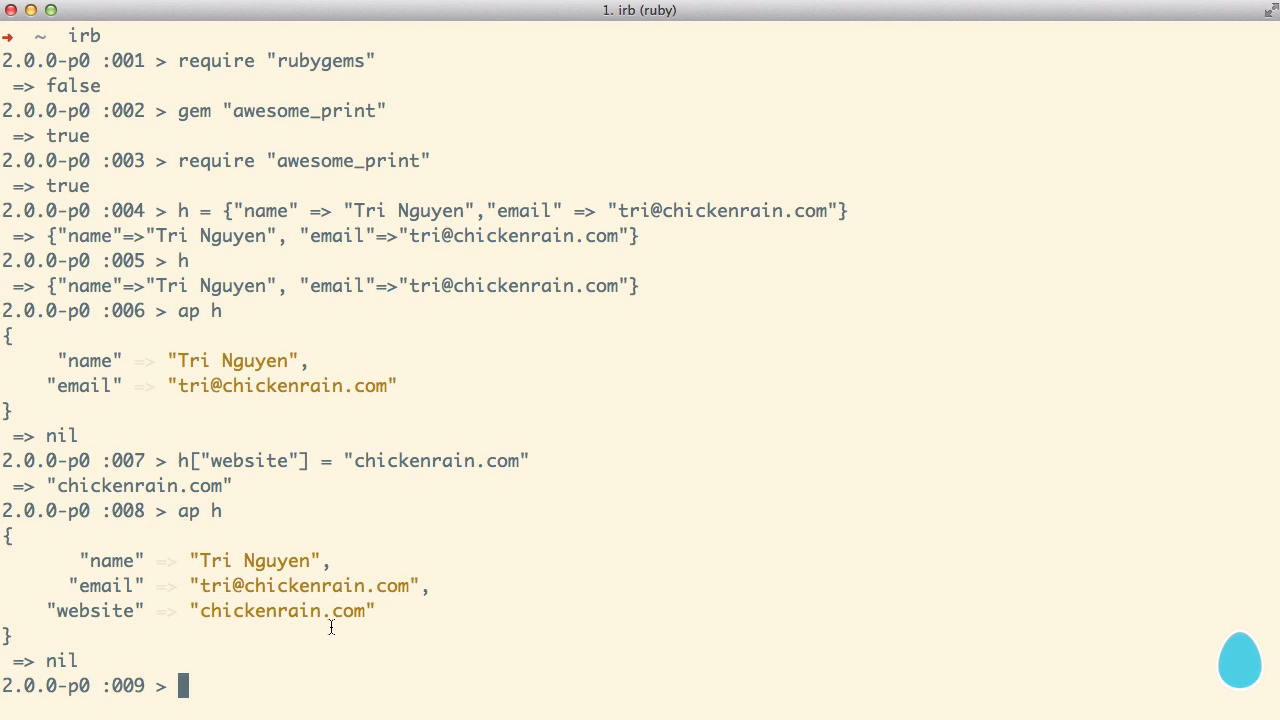 1. irb (ruby)
→ ~ irb
2.0.0-p0 :001 > require "rubygems"
=> false
2.0.0-p0 :002 > gem "awesome_print"
=> true
2.0.0-p0 :003 > require "awesome_print"
=> true
2.0.0-p0 :004 > h = {"name" => "Tri Nguyen","email" => "tri@chickenrain.com"}
=> {"name"=>"Tri Nguyen", "email"=>"tri@chickenrain.com"}
2.0.0-p0 :005 > h
=> {"name"=>"Tri Nguyen", "email"=>"tri@chickenrain.com"}
2.0.0-p0 :006 > ap h
{
"name" => "Tri Nguyen",
"email" => "tri@chickenrain.com"
}
=> nil
2.0.0-p0 :007 > h["website"] = "chickenrain.com"
=> "chickenrain.com"
2.0.0-p0 :008 > ap h
{
"name" => "Tri Nguyen",
"email" => "tri@chickenrain.com",
"website" => "chickenrain.com"
}
=> nil
2.0.0-p0 :009 >